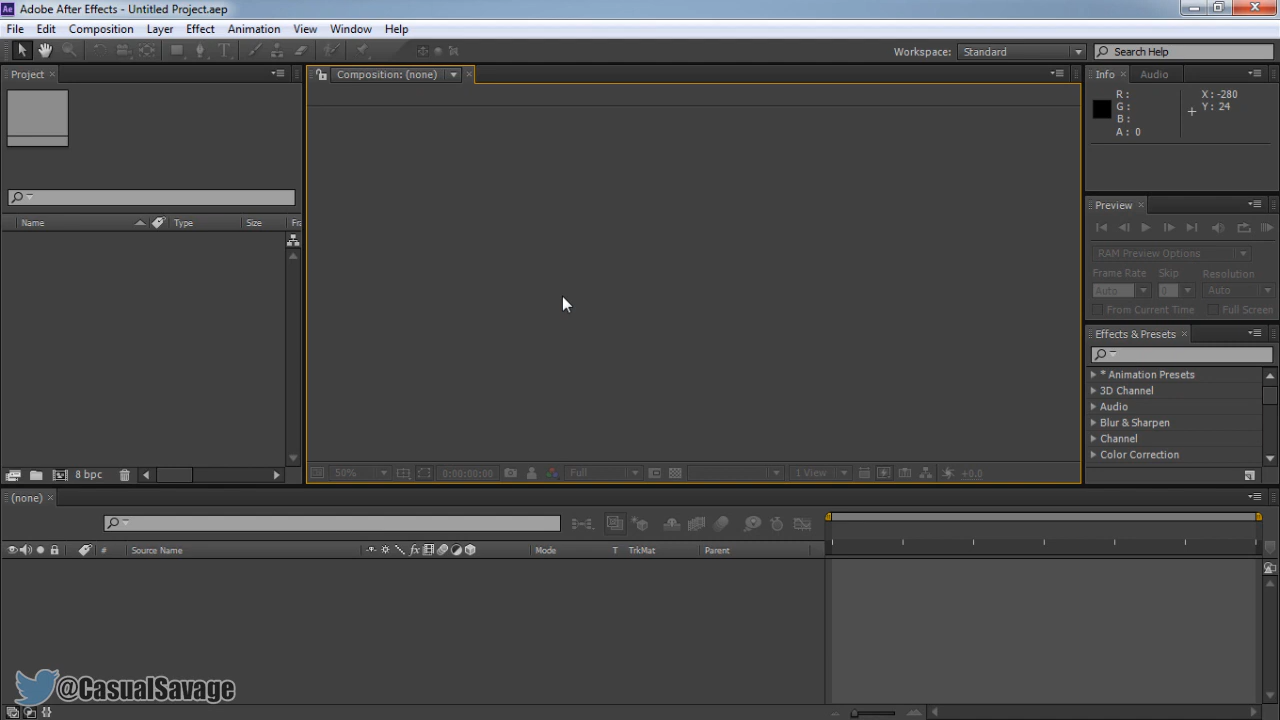 Ae Adobe After Effects - Untitled Project.aep
File Edit Composition Layer Effect Animation View Window Help
Workspace: Standard Search Help
Project
Composition: (none)
Info Audio
R :
G :
B :
A : 0
X : -280
Y : 24
Preview
RAM Preview Options
Frame Rate Skip Resolution
Auto 0 Auto
From Current Time Full Screen
Name Type Size Fr
Effects & Presets
* Animation Presets
3D Channel
Audio
Blur & Sharpen
Channel
Color Correction
8 bpc
50% 0:00:00:00 Full 1 View +0.0
(none)
# Source Name fx Mode T TrkMat Parent
@CasualSavage